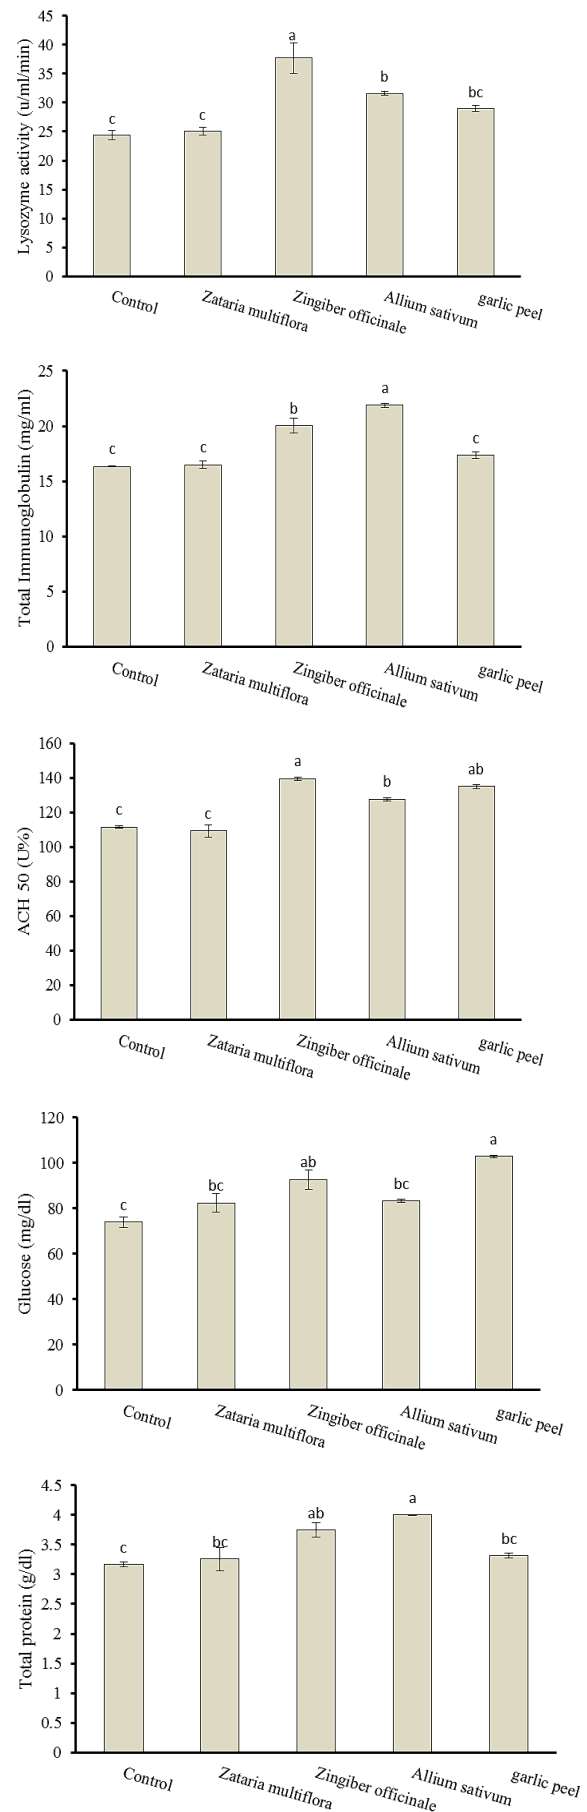 Lysozyme activity (u/ml/min)
45
40
35
30
25
20
15
10
5
0
c
c
a
b
bc
Control
Zataria multiflora
Zingiber officinale
Allium sativum
garlic peel
Total Immunoglobulin (mg/ml)
25
20
15
10
5
0
c
c
b
a
c
Control
Zataria multiflora
Zingiber officinale
Allium sativum
garlic peel
ACH 50 (U%)
160
140
120
100
80
60
40
20
0
c
c
a
b
ab
Control
Zataria multiflora
Zingiber officinale
Allium sativum
garlic peel
Glucose (mg/dl)
120
100
80
60
40
20
0
c
bc
ab
bc
a
Control
Zataria multiflora
Zingiber officinale
Allium sativum
garlic peel
Total protein (g/dl)
4.5
4
3.5
3
2.5
2
1.5
1
0.5
0
c
bc
ab
a
bc
Control
Zataria multiflora
Zingiber officinale
Allium sativum
garlic peel